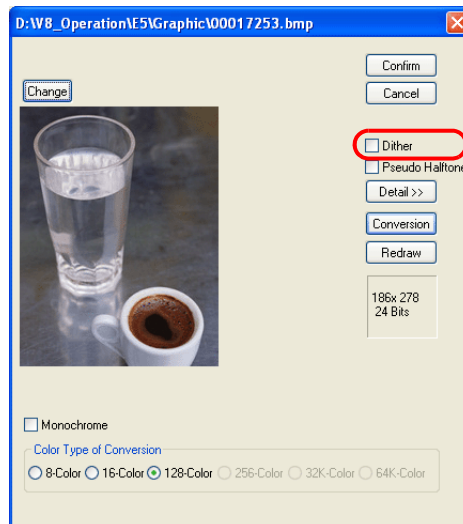 D:\V8_Operation\E5\Graphic\00017253.bmp
Confirm
Change
Cancel
Dither
Pseudo Halftone
Detail >>
Conversion
Redraw
186x 278
24 Bits
Monochrome
Color Type of Conversion
8-Color 16-Color 128-Color 256-Color 32K-Color 64K-Color